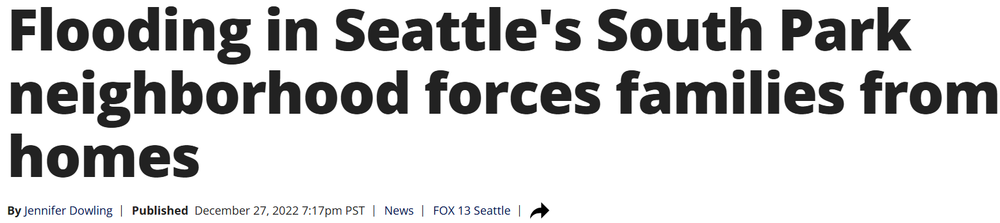 Flooding in Seattle's South Park
neighborhood forces families from
homes
By Jennifer Dowling | Published December 27, 2022 7:17pm PST | News | FOX 13 Seattle |